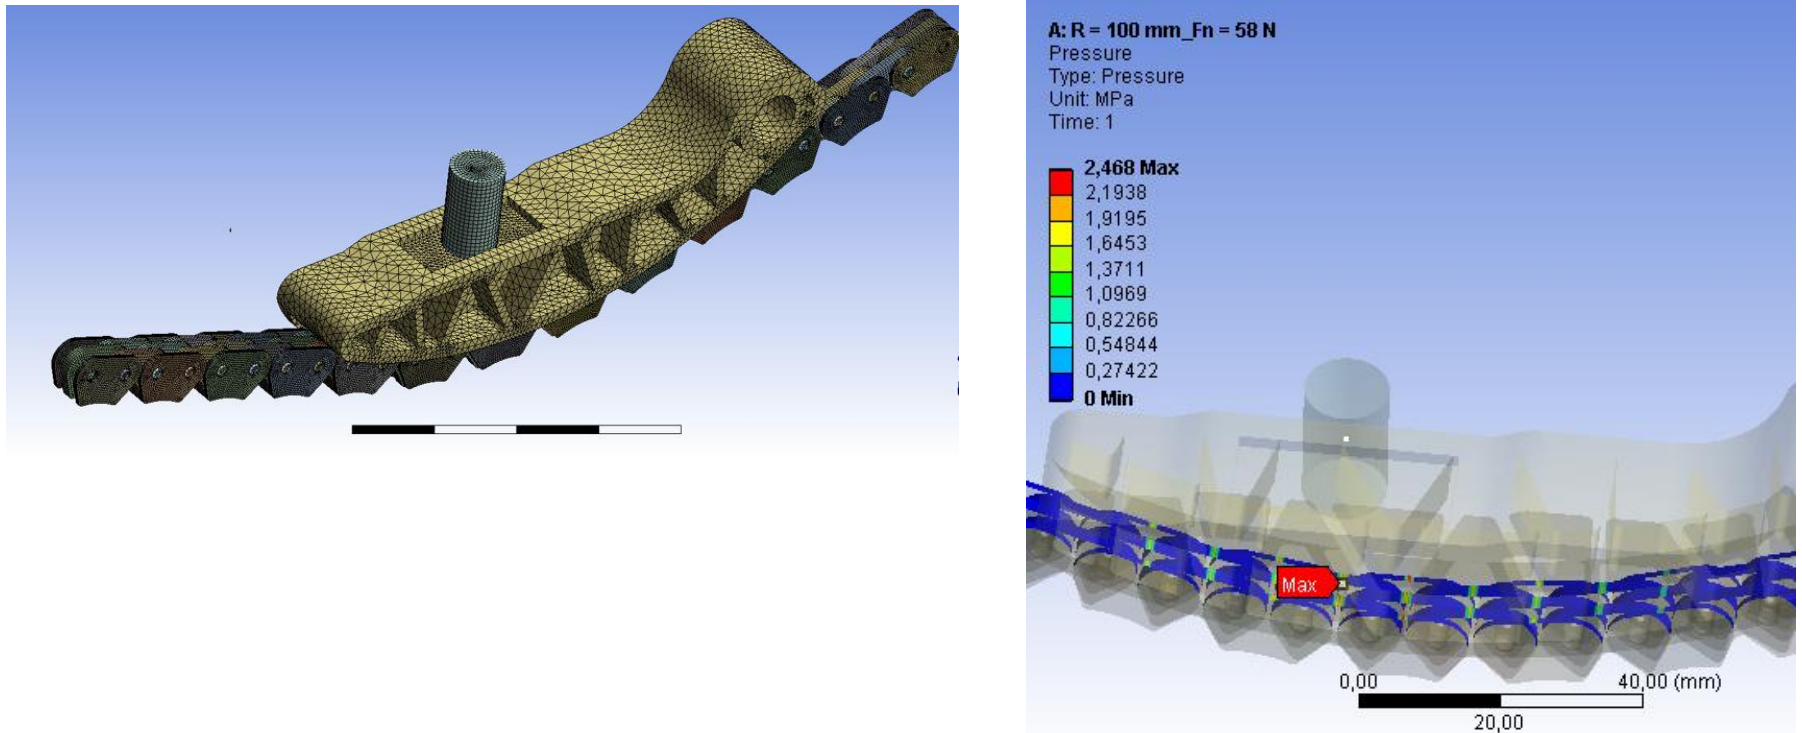 A: R = 100 mm_Fn = 58 N
Pressure
Type: Pressure
Unit: MPa
Time: 1
2,468 Max
2,1938
1,9195
1,6453
1,3711
1,0969
0,82266
0,54844
0,27422
0 Min
Max
0,00
40,00 (mm)
20,00